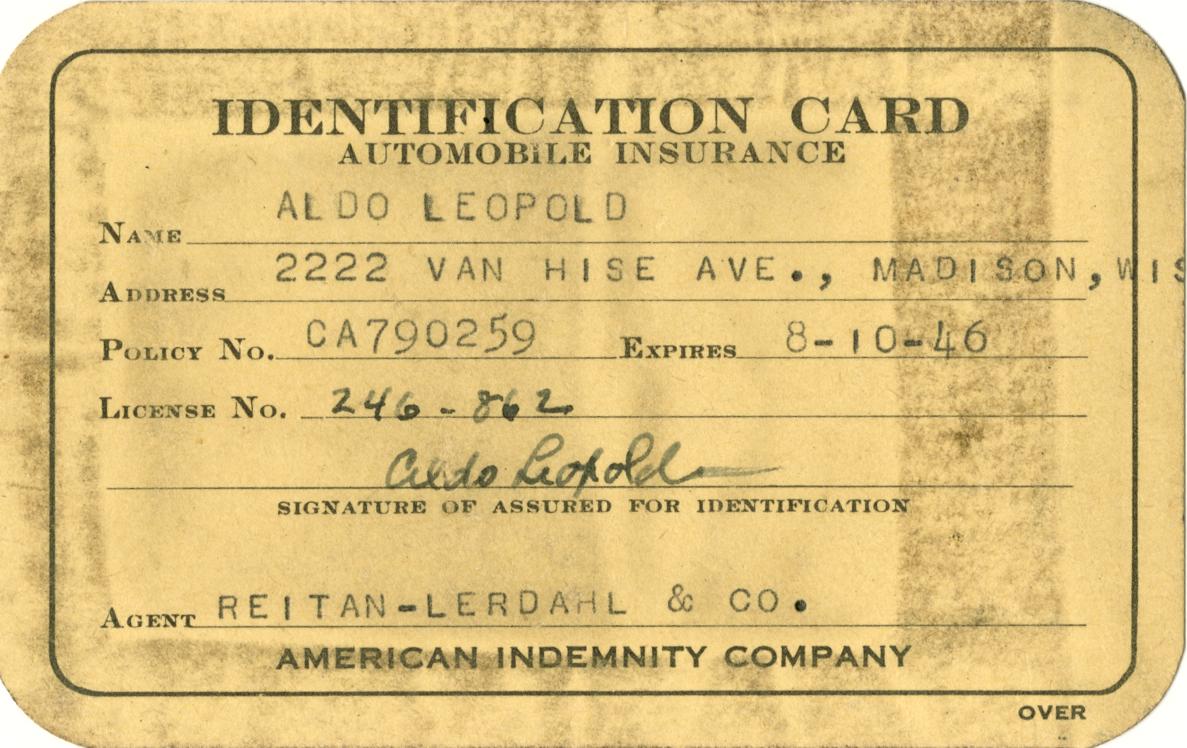 IDENTIFICATION CARD
AUTOMOBILE INSURANCE
NAME ALDO LEOPOLD
ADDRESS 2222 VAN HISE AVE., MADISON, WIS
POLICY NO. CA790259 EXPIRES 8-10-46
LICENSE NO. 246-862
Aldo Leopold
SIGNATURE OF ASSURED FOR IDENTIFICATION
AGENT REITAN-LERDAHL & CO.
AMERICAN INDEMNITY COMPANY
OVER